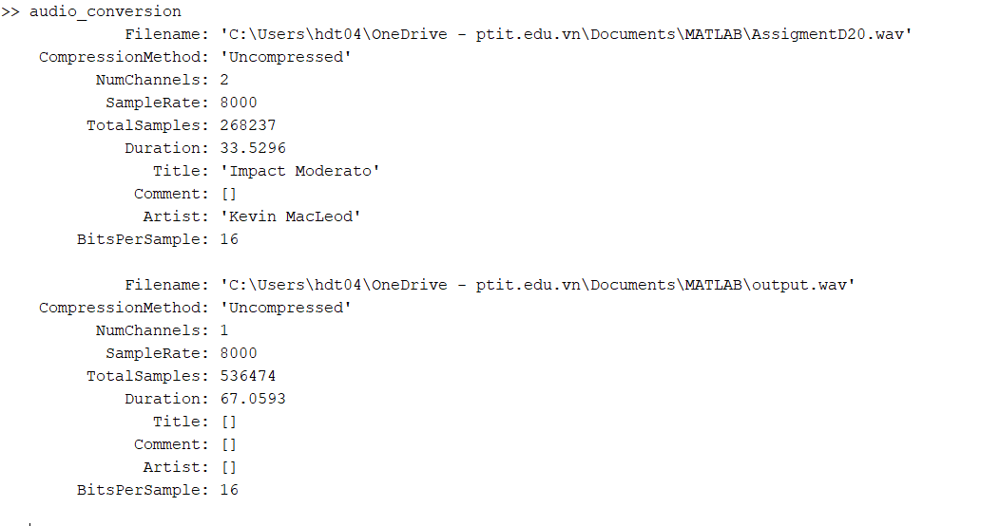 >> audio_conversion
Filename: 'C:\Users\hdt04\OneDrive - ptit.edu.vn\Documents\MATLAB\AssigmentD20.wav'
CompressionMethod: 'Uncompressed'
NumChannels: 2
SampleRate: 8000
TotalSamples: 268237
Duration: 33.5296
Title: 'Impact Moderato'
Comment: []
Artist: 'Kevin MacLeod'
BitsPerSample: 16
Filename: 'C:\Users\hdt04\OneDrive - ptit.edu.vn\Documents\MATLAB\output.wav'
CompressionMethod: 'Uncompressed'
NumChannels: 1
SampleRate: 8000
TotalSamples: 536474
Duration: 67.0593
Title: []
Comment: []
Artist: []
BitsPerSample: 16